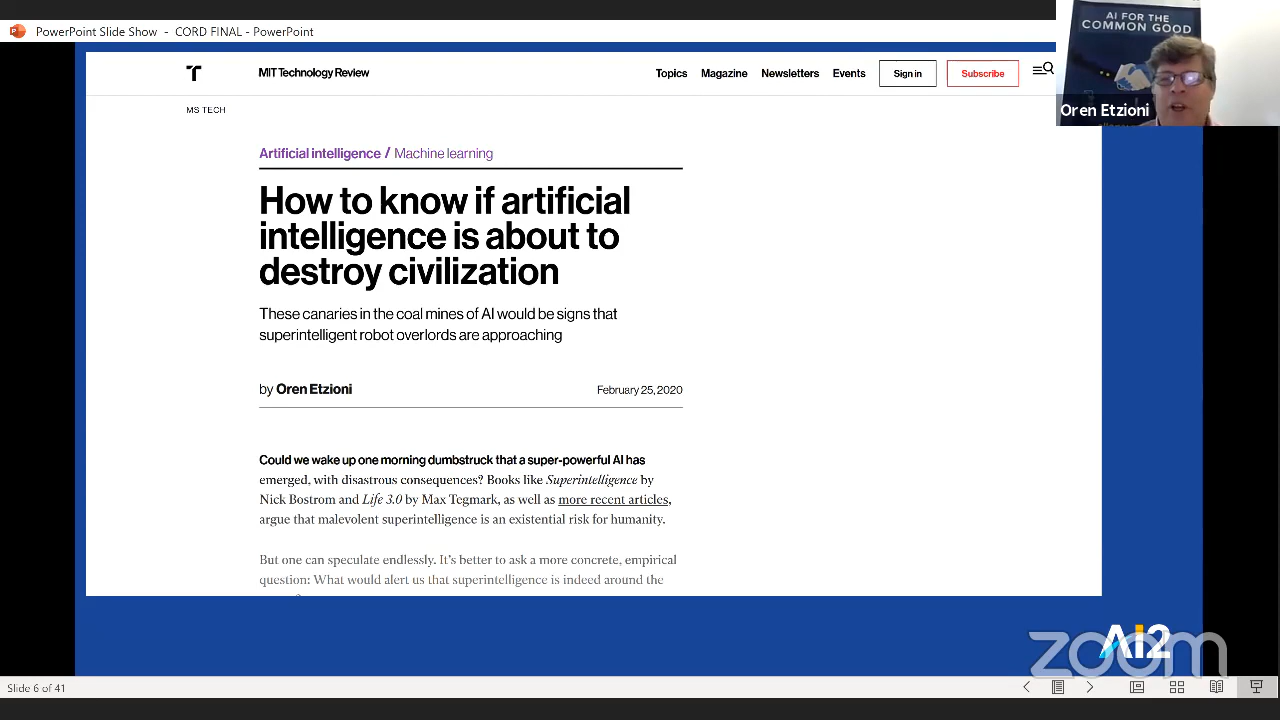 PowerPoint Slide Show - CORD FINAL - PowerPoint
AI FOR THE
COMMON GOOD
Oren Etzioni
MIT Technology Review
Topics
Magazine
Newsletters
Events
Sign in
Subscribe
MS TECH
Artificial intelligence / Machine learning
How to know if artificial
intelligence is about to
destroy civilization
These canaries in the coal mines of AI would be signs that
superintelligent robot overlords are approaching
by Oren Etzioni
February 25, 2020
Could we wake up one morning dumbstruck that a super-powerful AI has
emerged, with disastrous consequences? Books like Superintelligence by
Nick Bostrom and Life 3.0 by Max Tegmark, as well as more recent articles,
argue that malevolent superintelligence is an existential risk for humanity.
But one can speculate endlessly. It's better to ask a more concrete, empirical
question: What would alert us that superintelligence is indeed around the
Ai2
zoom
Slide 6 of 41